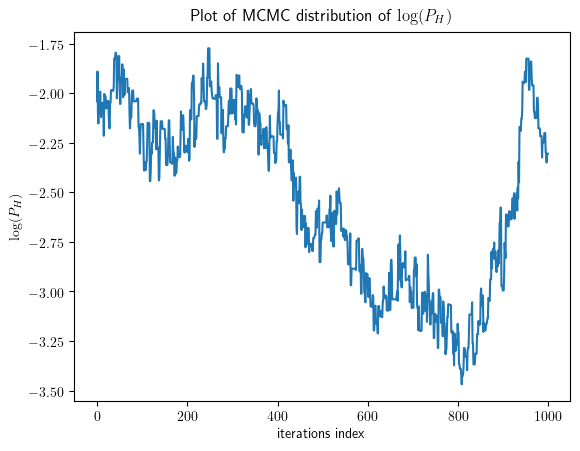 Plot of MCMC distribution of log(P_H)
−1.75
−2.00
−2.25
−2.50
−2.75
−3.00
−3.25
−3.50
log(P_H)
0 200 400 600 800 1000
iterations index